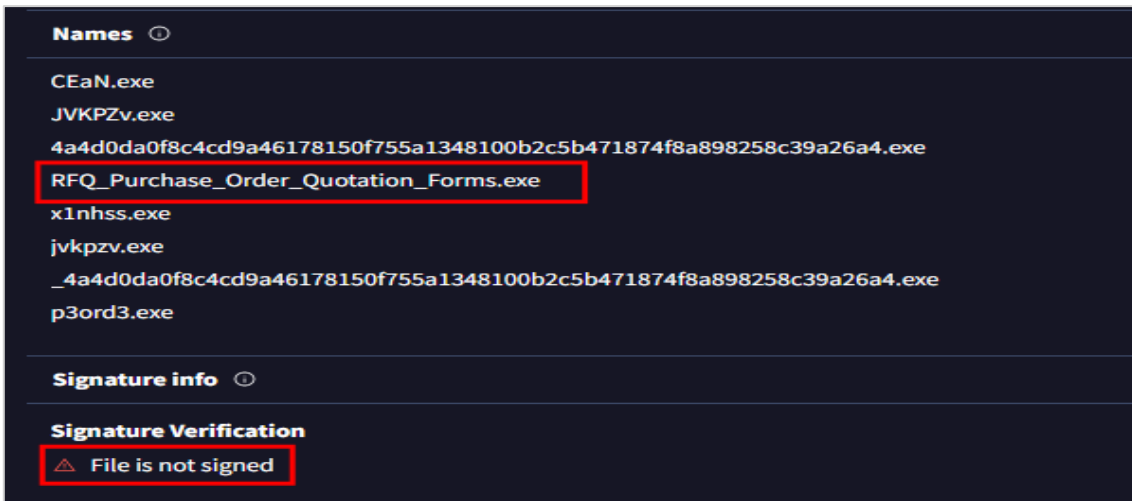 Names
CEaN.exe
JVKPZv.exe
4a4d0da0f8c4cd9a46178150f755a1348100b2c5b471874f8a898258c39a26a4.exe
RFQ_Purchase_Order_Quotation_Forms.exe
x1nhss.exe
jvkpzv.exe
_4a4d0da0f8c4cd9a46178150f755a1348100b2c5b471874f8a898258c39a26a4.exe
p3ord3.exe
Signature info
Signature Verification
File is not signed